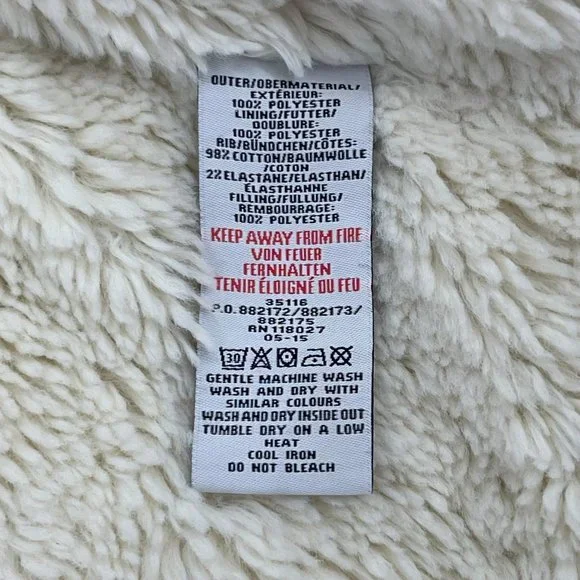 OUTER/OBERMATERIAL/
EXTÉRIEUR:
100% POLYESTER
LINING/FUTTER/
DOUBLURE:
100% POLYESTER
RIB/BÜNDCHEN/CÔTES:
98% COTTON/BAUMWOLLE
/COTON
2% ELASTANE/ELASTHAN/
ÉLASTHANNE
FILLING/FÜLLUNG/
REMBOURRAGE:
100% POLYESTER
KEEP AWAY FROM FIRE
VON FEUER
FERNHALTEN
TENIR ÉLOIGNÉ DU FEU
35116
P.O. 882172/882173/
882175
RN 118027
05-15
30
GENTLE MACHINE WASH
WASH AND DRY WITH
SIMILAR COLOURS
WASH AND DRY INSIDE OUT
TUMBLE DRY ON A LOW
HEAT
COOL IRON
DO NOT BLEACH